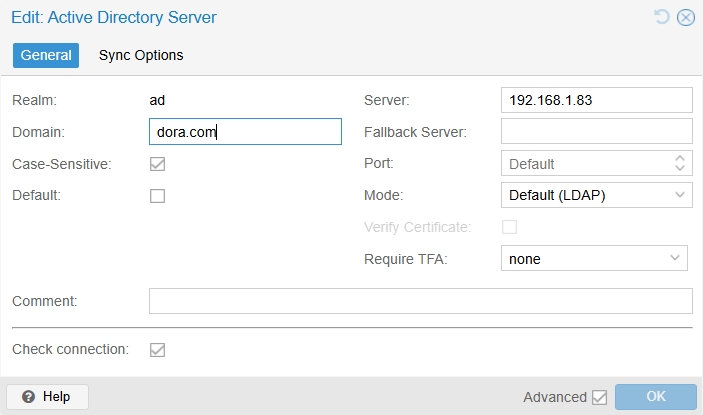 Edit: Active Directory Server
General Sync Options
Realm: ad Server: 192.168.1.83
Domain: dora.com Fallback Server:
Case-Sensitive: Port: Default
Default: Mode: Default (LDAP)
Verify Certificate:
Require TFA: none
Comment:
Check connection:
Help Advanced OK